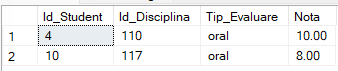 Id_Student Id_Disciplina Tip_Evaluare Nota
1 4 110 oral 10.00
2 10 117 oral 8.00